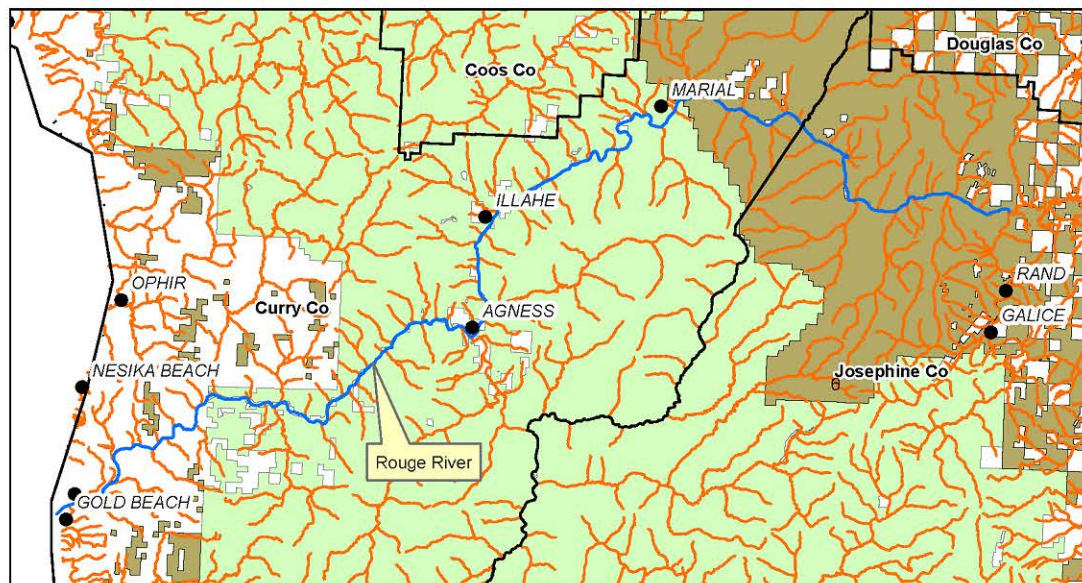 Douglas Co
Coos Co
MARIAL
ILLAHE
OPHIR
RAND
Curry Co
AGNESS
GALICE
NESIKA BEACH
Josephine Co
6
Rouge River
GOLD BEACH